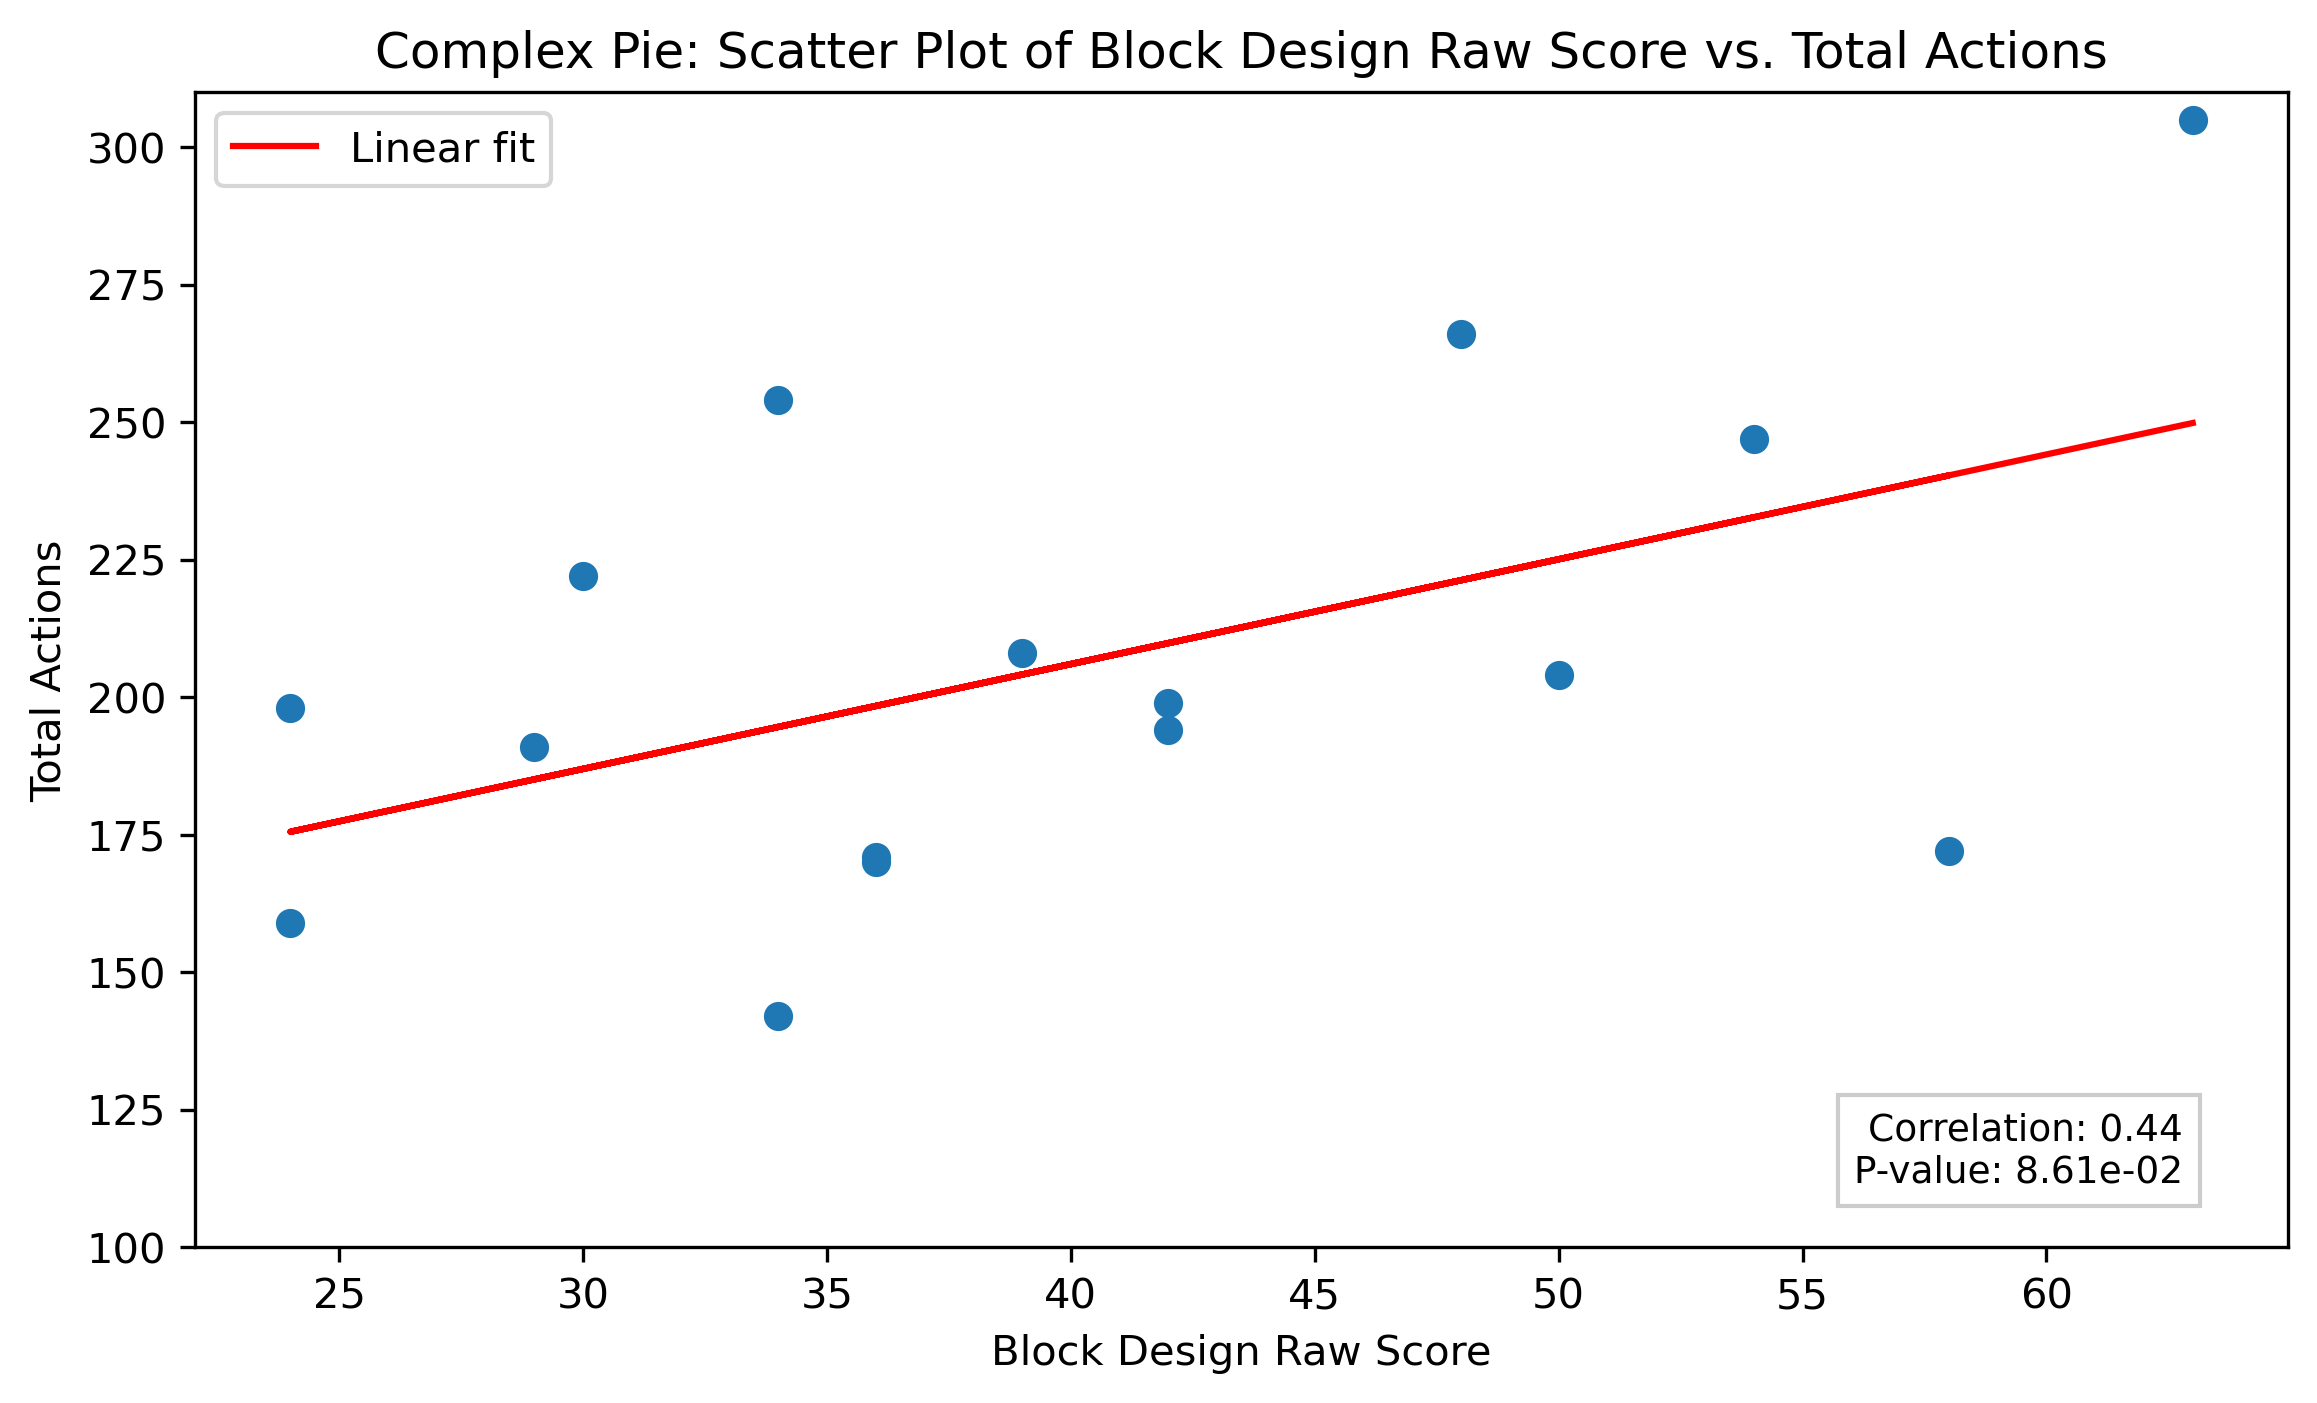 Complex Pie: Scatter Plot of Block Design Raw Score vs. Total Actions
Linear fit
300
275
250
225
200
175
150
125
100
Total Actions
Correlation: 0.44
P-value: 8.61e-02
25 30 35 40 45 50 55 60
Block Design Raw Score